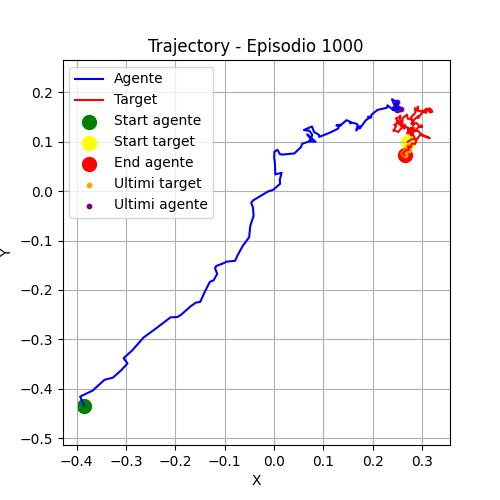 Trajectory - Episodio 1000
Agente
Target
Start agente
Start target
End agente
Ultimi target
Ultimi agente
Y
0.2
0.1
0.0
−0.1
−0.2
−0.3
−0.4
−0.5
−0.4 −0.3 −0.2 −0.1 0.0 0.1 0.2 0.3
X